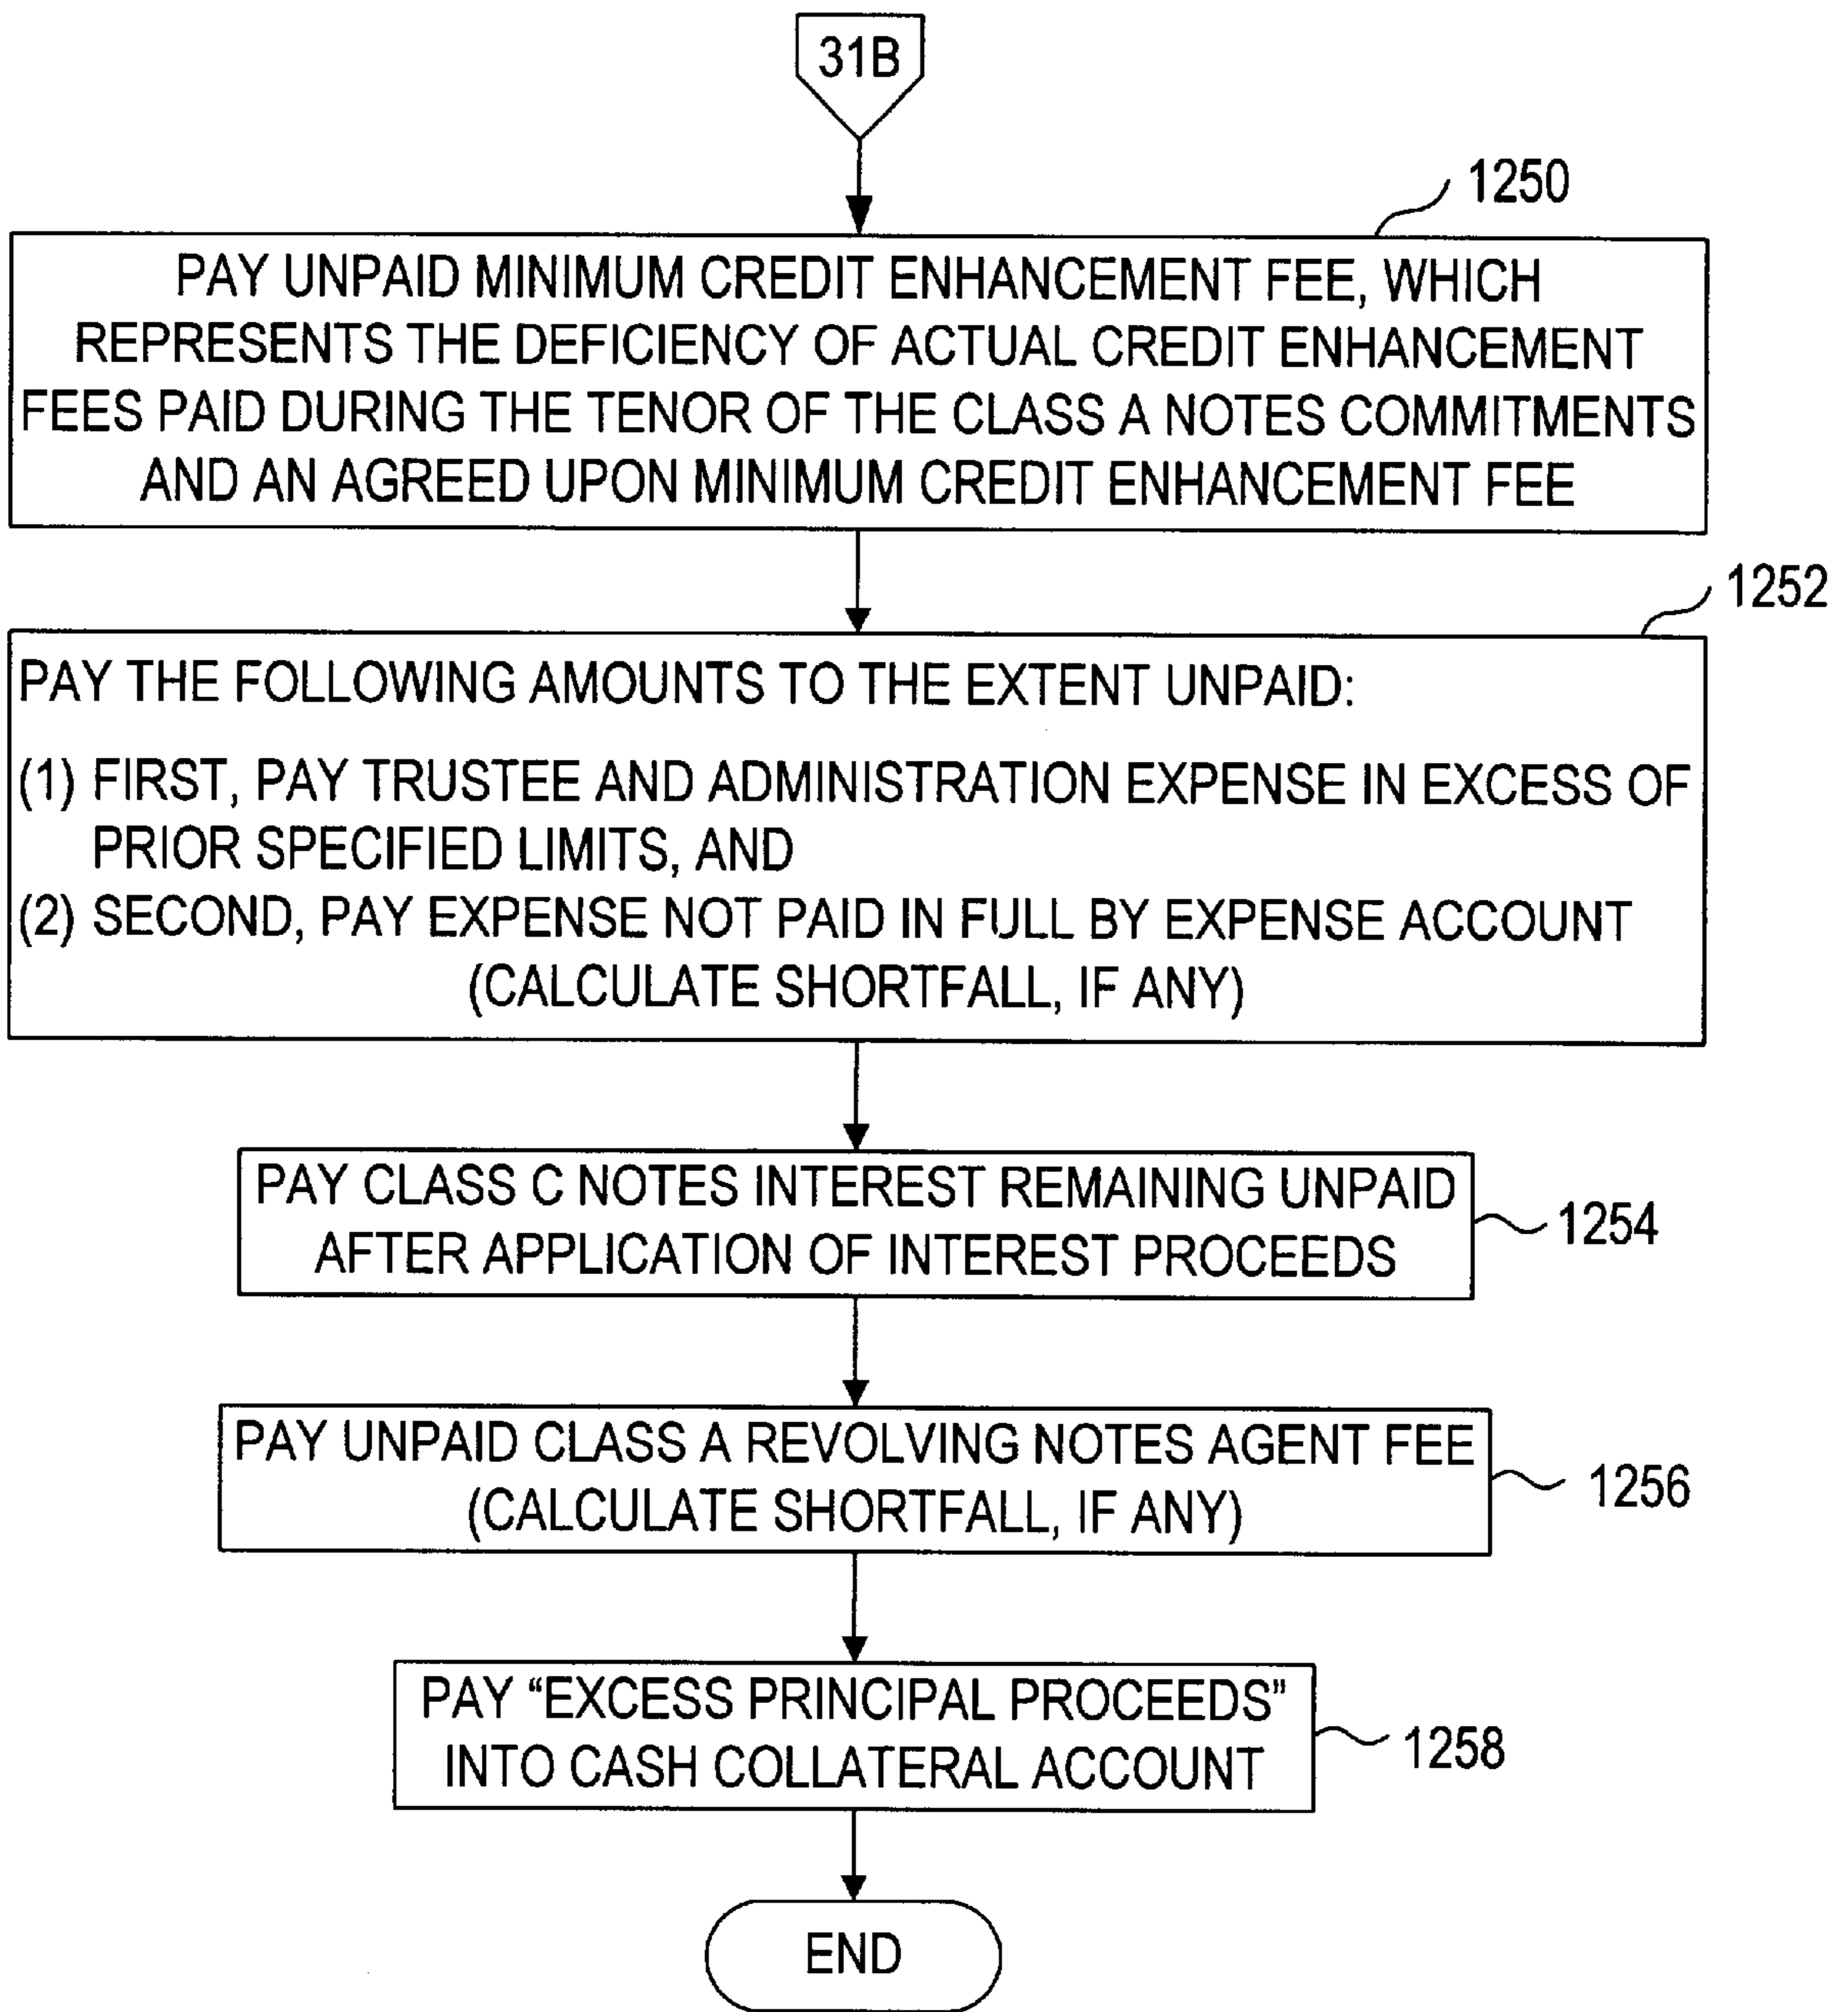 31B
1250
PAY UNPAID MINIMUM CREDIT ENHANCEMENT FEE, WHICH
REPRESENTS THE DEFICIENCY OF ACTUAL CREDIT ENHANCEMENT
FEES PAID DURING THE TENOR OF THE CLASS A NOTES COMMITMENTS
AND AN AGREED UPON MINIMUM CREDIT ENHANCEMENT FEE
1252
PAY THE FOLLOWING AMOUNTS TO THE EXTENT UNPAID:
(1) FIRST, PAY TRUSTEE AND ADMINISTRATION EXPENSE IN EXCESS OF
PRIOR SPECIFIED LIMITS, AND
(2) SECOND, PAY EXPENSE NOT PAID IN FULL BY EXPENSE ACCOUNT
(CALCULATE SHORTFALL, IF ANY)
PAY CLASS C NOTES INTEREST REMAINING UNPAID
AFTER APPLICATION OF INTEREST PROCEEDS
1254
PAY UNPAID CLASS A REVOLVING NOTES AGENT FEE
(CALCULATE SHORTFALL, IF ANY)
1256
PAY “EXCESS PRINCIPAL PROCEEDS”
INTO CASH COLLATERAL ACCOUNT
1258
END